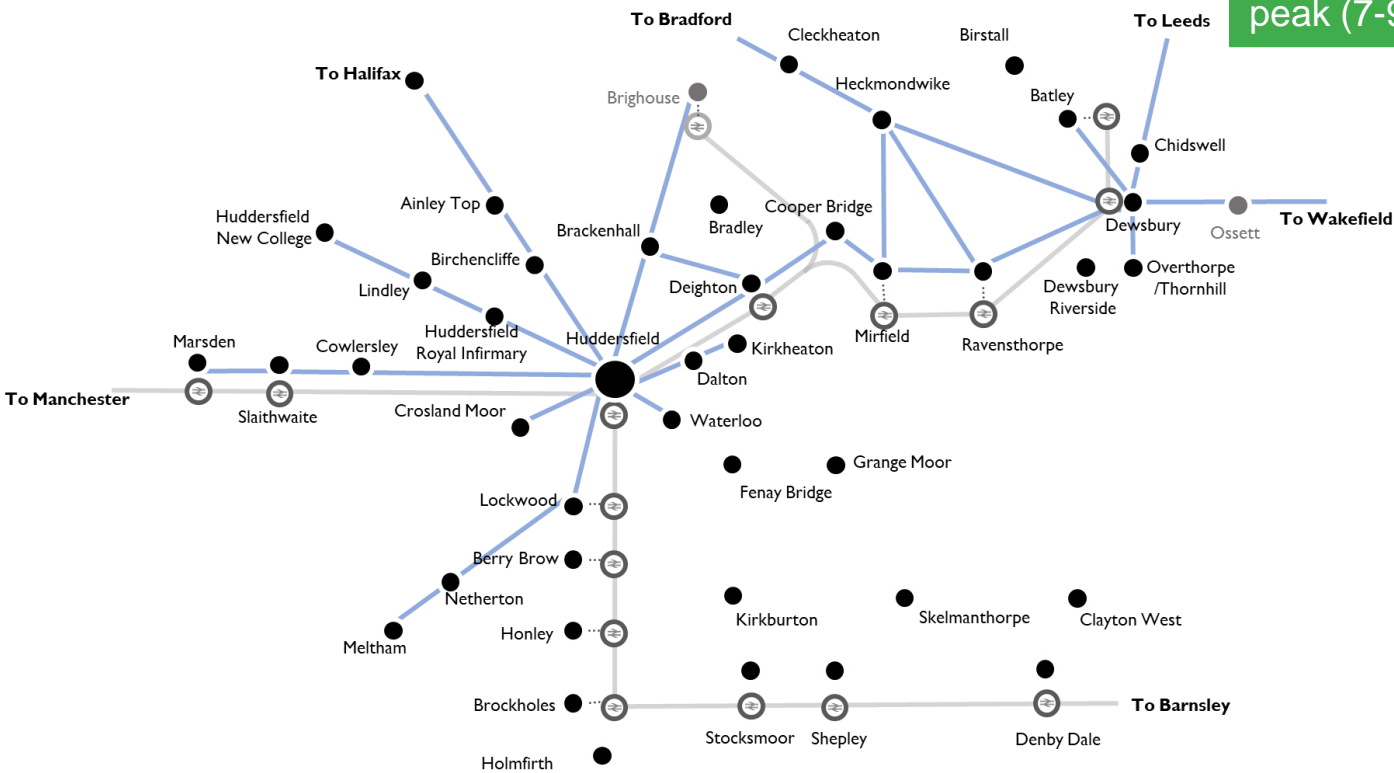 peak (7-9
To Bradford
To Leeds
Cleckheaton
Birstall
To Halifax
Heckmondwike
Brighouse
Batley
Chidswell
Ainley Top
Huddersfield
New College
Cooper Bridge
Bradley
Brackenhall
Dewsbury
To Wakefield
Ossett
Birchencliffe
Lindley
Deighton
Overthorpe
/Thornhill
Dewsbury
Riverside
Huddersfield
Royal Infirmary
Huddersfield
Mirfield
Ravensthorpe
Marsden
Cowlersley
Kirkheaton
Dalton
To Manchester
Slaithwaite
Crosland Moor
Waterloo
Grange Moor
Fenay Bridge
Lockwood
Berry Brow
Netherton
Kirkburton
Skelmanthorpe
Clayton West
Honley
Meltham
Brockholes
To Barnsley
Stocksmoor
Shepley
Denby Dale
Holmfirth